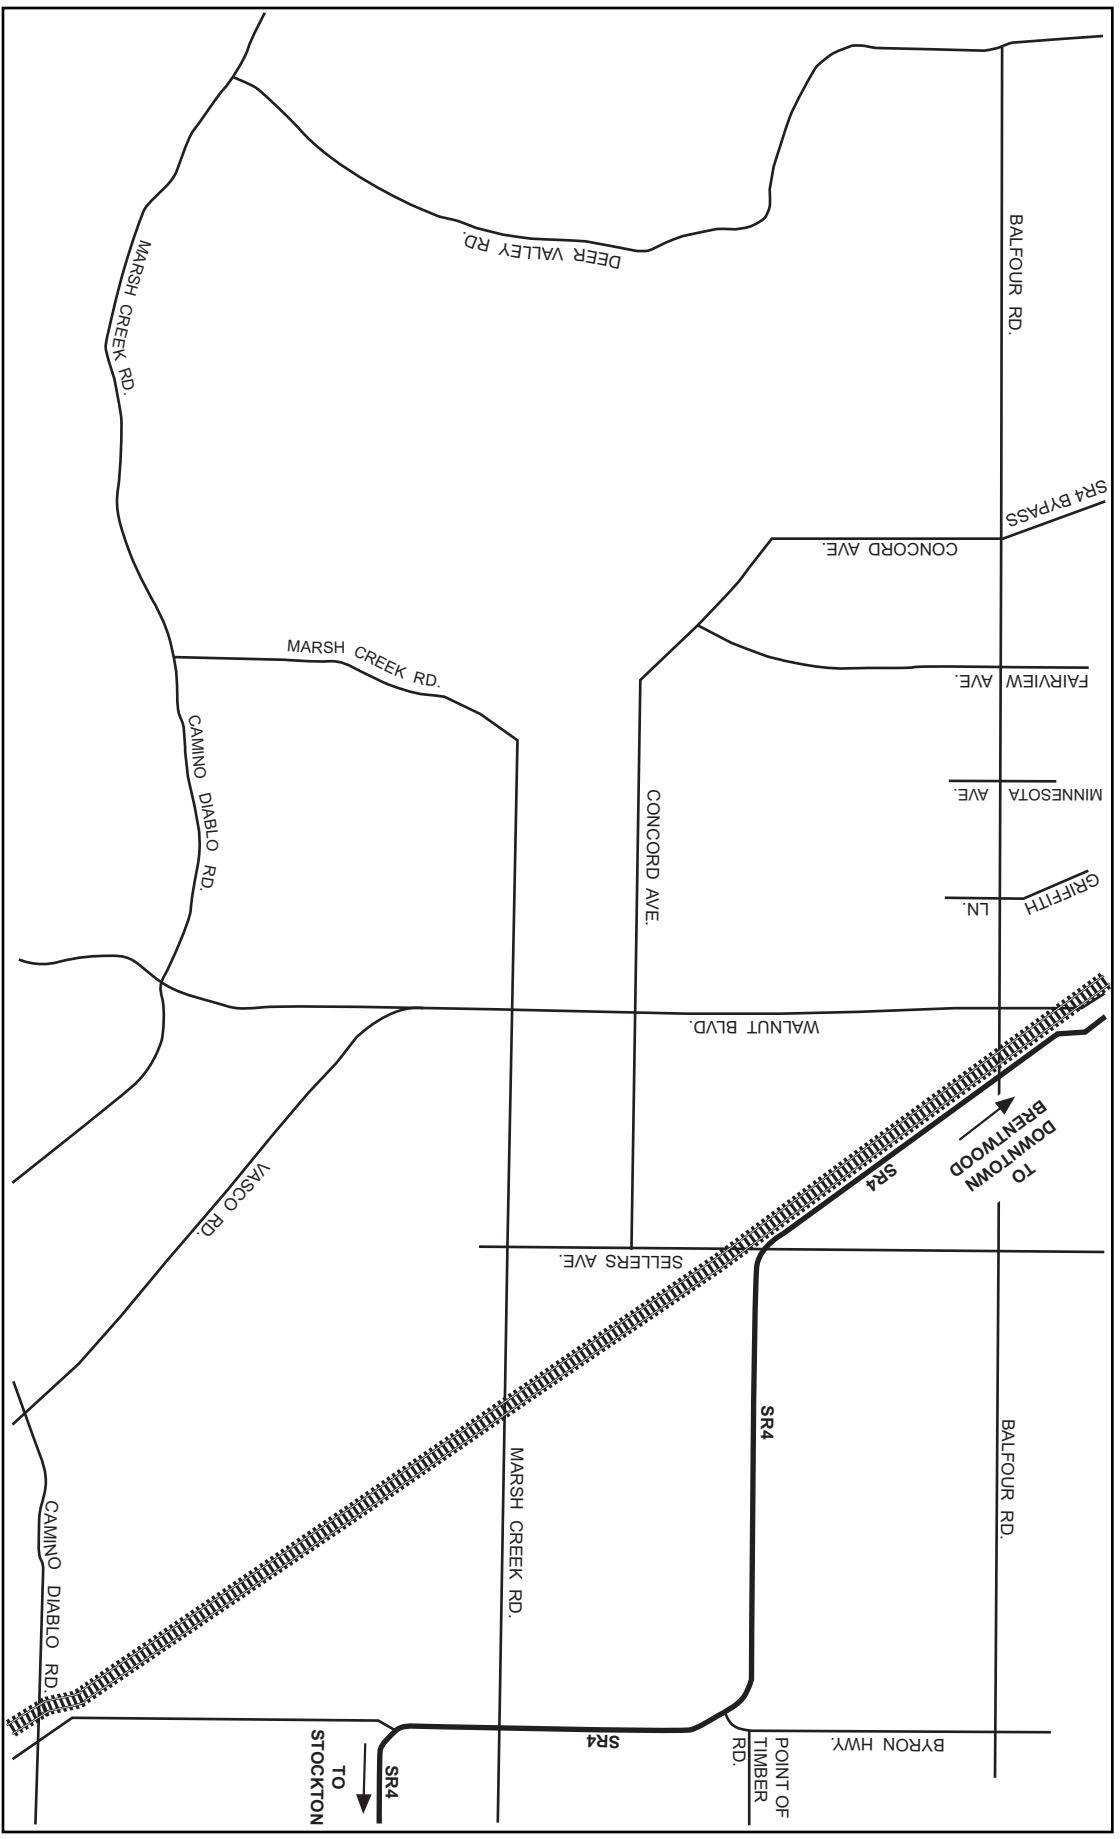 BALFOUR RD.
DEER VALLEY RD.
MARSH CREEK RD.
SR4 BYPASS
CONCORD AVE.
MARSH CREEK RD.
FAIRVIEW AVE.
CAMINO DIABLO RD.
MINNESOTA AVE.
CONCORD AVE.
GRIFFITH LN.
WALNUT BLVD.
TO
DOWNTOWN
BRENTWOOD
SR4
VASCO RD.
SELLERS AVE.
SR4
BALFOUR RD.
MARSH CREEK RD.
CAMINO DIABLO RD.
SR4
BYRON HWY.
POINT OF
TIMBER
RD.
SR4
TO
STOCKTON